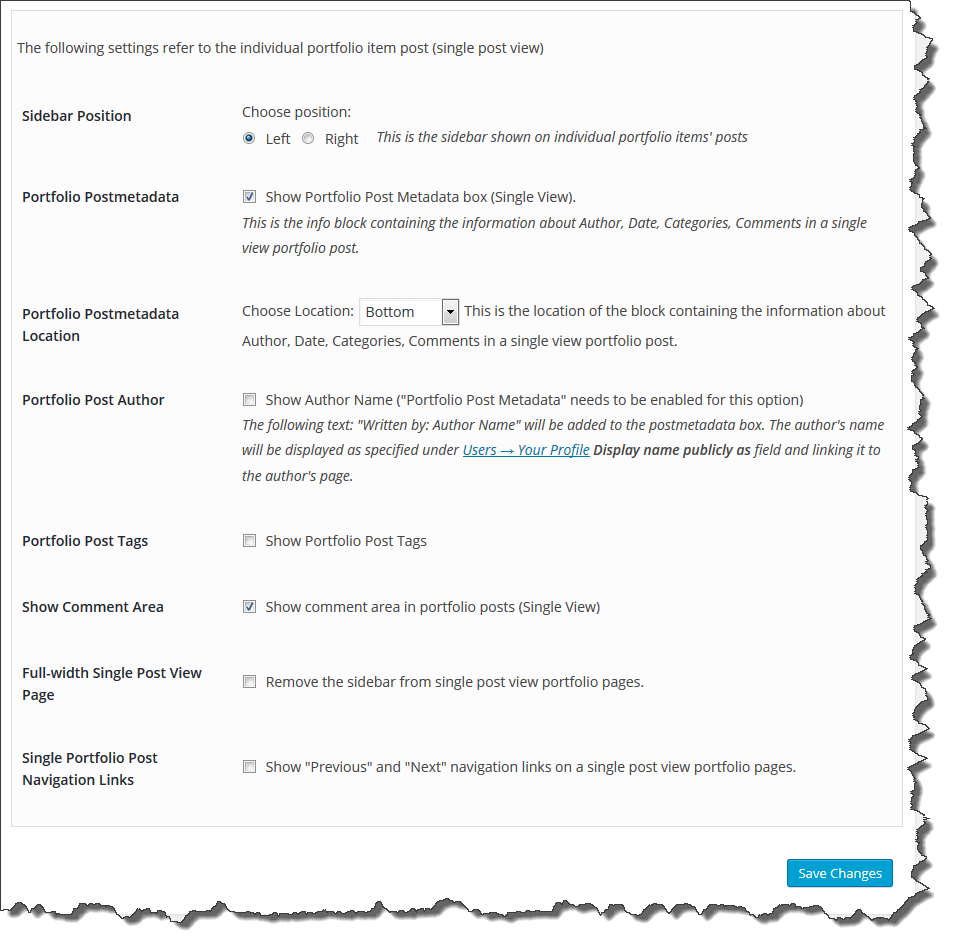 The following settings refer to the individual portfolio item post (single post view)
Sidebar Position
Choose position:
Left Right This is the sidebar shown on individual portfolio items' posts
Portfolio Postmetadata
Show Portfolio Post Metadata box (Single View).
This is the info block containing the information about Author, Date, Categories, Comments in a single
view portfolio post.
Portfolio Postmetadata
Location
Choose Location: Bottom This is the location of the block containing the information about
Author, Date, Categories, Comments in a single view portfolio post.
Portfolio Post Author
Show Author Name ("Portfolio Post Metadata" needs to be enabled for this option)
The following text: "Written by: Author Name" will be added to the postmetadata box. The author's name
will be displayed as specified under Users → Your Profile Display name publicly as field and linking it to
the author's page.
Portfolio Post Tags
Show Portfolio Post Tags
Show Comment Area
Show comment area in portfolio posts (Single View)
Full-width Single Post View
Page
Remove the sidebar from single post view portfolio pages.
Single Portfolio Post
Navigation Links
Show "Previous" and "Next" navigation links on a single post view portfolio pages.
Save Changes